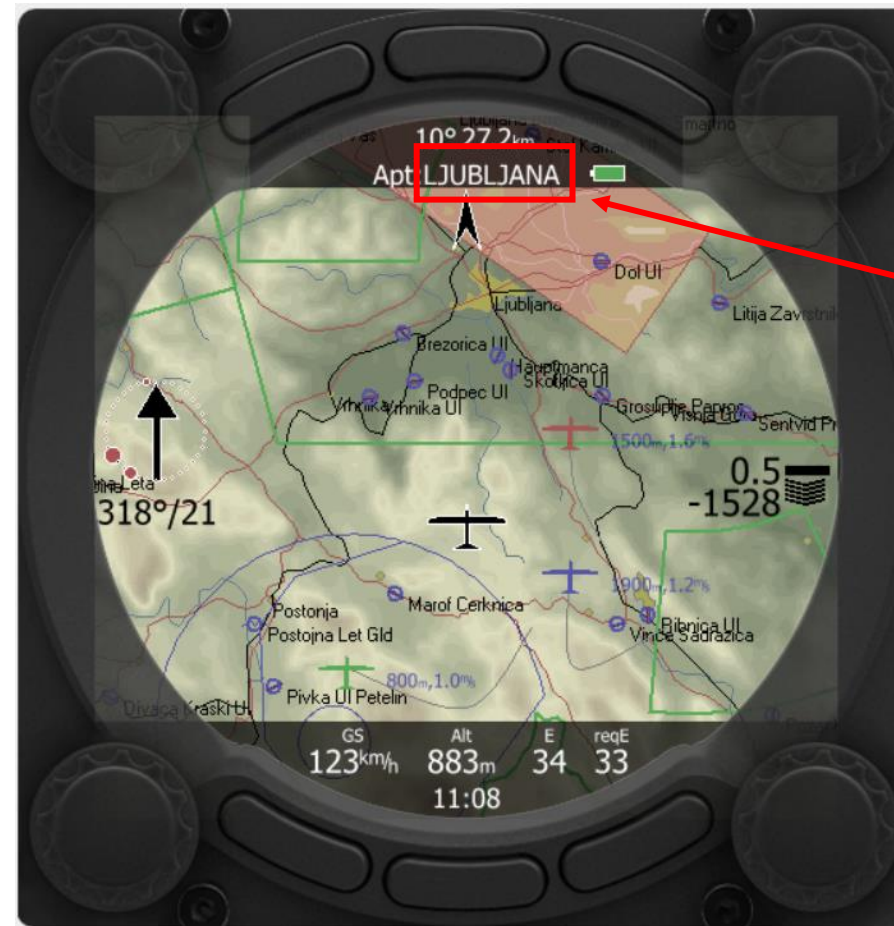 10° 27.2km
Apt:LJUBLJANA
Dol Ul
Ljubljana
Litija
Brezorica Ul
Hauptmanca
Skofjica Ul
Podpec Ul
Vrhnika
Vrhnika Ul
Grosuplje
Sentvid
1500m,1.6m/s
0.5
-1528
Leta
318°/21
1900m,1.2m/s
Marof Cerknica
Postonja
Postojna Let Gld
Ribnica Ul
Vince Sadrazica
800m,1.0m/s
Pivka Ul Petelin
Divaca Kraski
GS
Alt
E
reqE
123km/h
883m
34
33
11:08